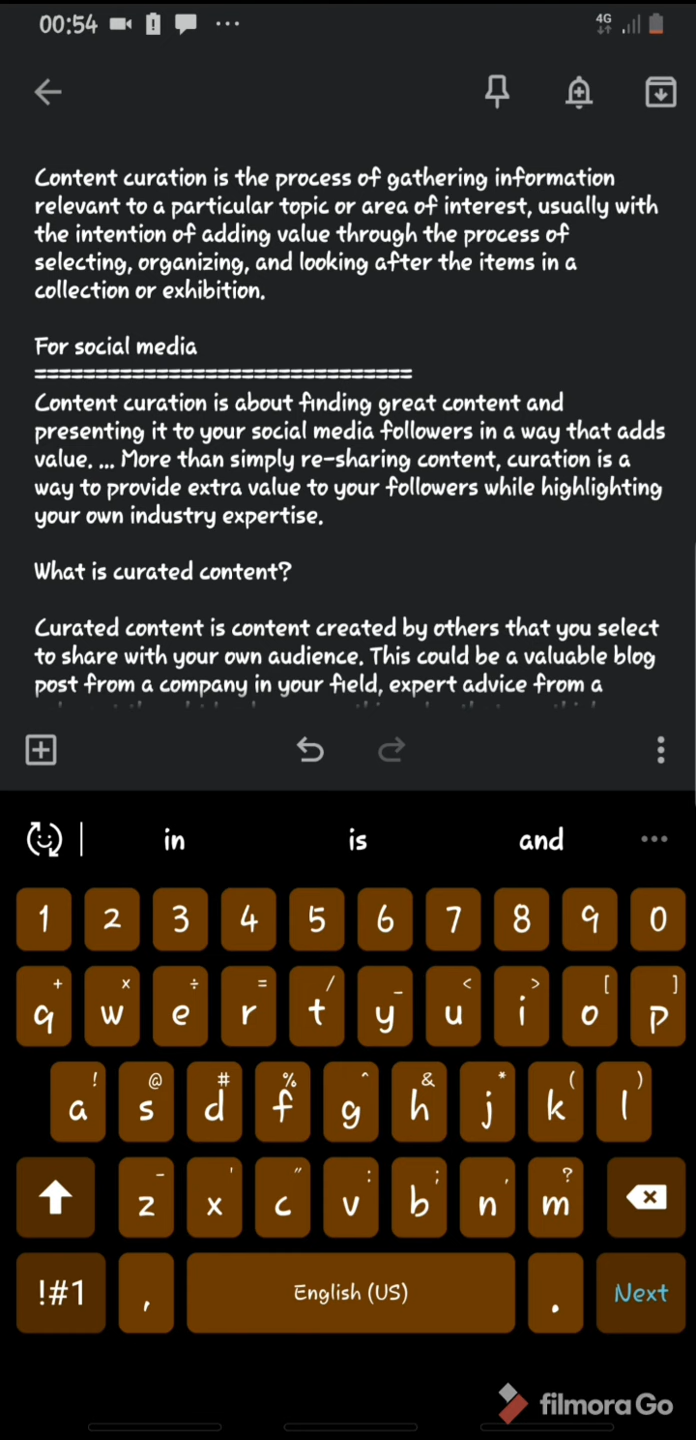 00:54
4G
Content curation is the process of gathering information
relevant to a particular topic or area of interest, usually with
the intention of adding value through the process of
selecting, organizing, and looking after the items in a
collection or exhibition.
For social media
===============================
Content curation is about finding great content and
presenting it to your social media followers in a way that adds
value. ... More than simply re-sharing content, curation is a
way to provide extra value to your followers while highlighting
your own industry expertise.
What is curated content?
Curated content is content created by others that you select
to share with your own audience. This could be a valuable blog
post from a company in your field, expert advice from a
in is and
1 2 3 4 5 6 7 8 9 0
+ × ÷ = / _ < > [ ]
q w e r t y u i o p
! @ # % ^ & * ( )
a s d f g h j k l
- ' " : ; , ?
z x c v b n m
!#1 , English (US) . Next
filmoraGo